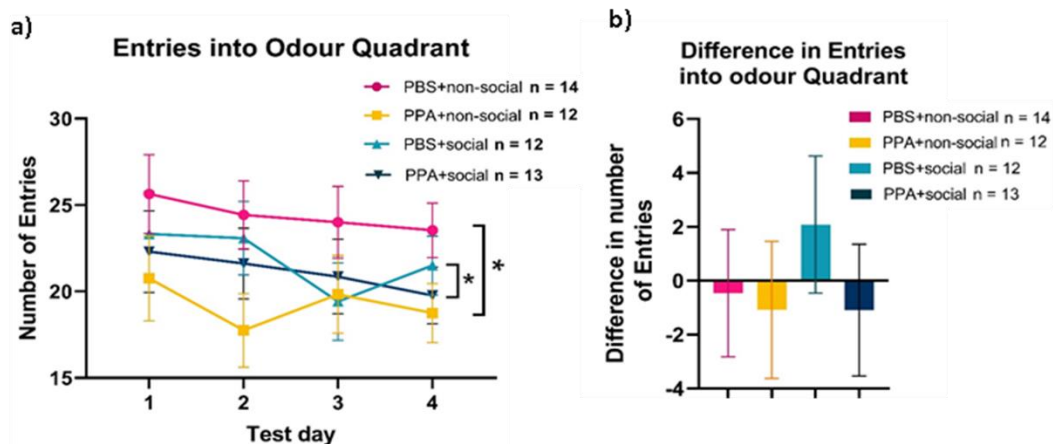 a)
Entries into Odour Quadrant
PBS+non-social n = 14
PPA+non-social n = 12
PBS+social n = 12
PPA+social n = 13
Number of Entries
30
25
20
15
* *
1 2 3 4
Test day
b)
Difference in Entries
into odour Quadrant
PBS+non-social n = 14
PPA+non-social n = 12
PBS+social n = 12
PPA+social n = 13
Difference in number
of Entries
6
4
2
0
-2
-4